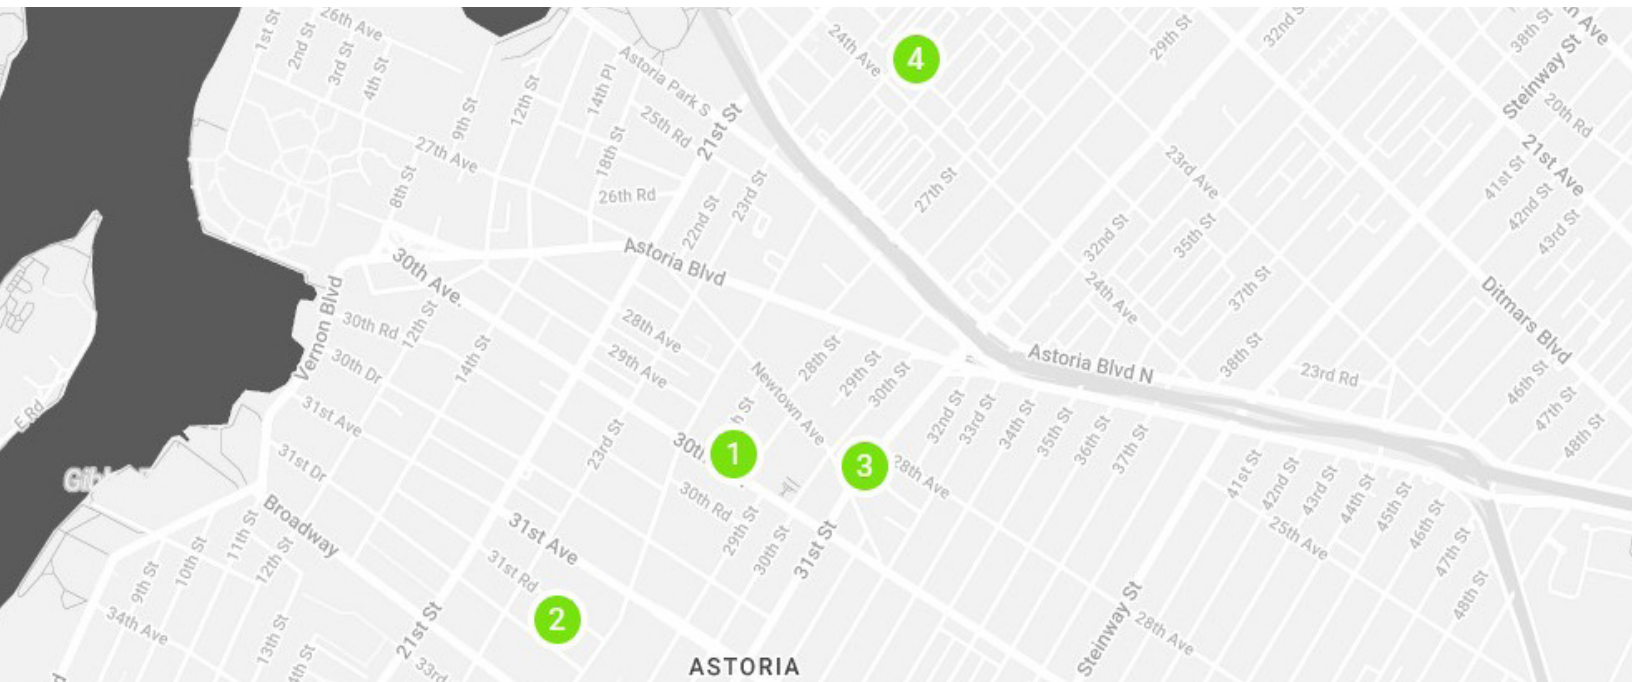 1st St
26th Ave
2nd St
3rd St
4th St
9th St
12th St
14th Pl
Astoria Park S
25th Rd
18th St
21st St
24th Ave
4
29th St
32nd St
38th St
Ave
Steinway St
20th Rd
21st Ave
27th Ave
8th St
26th Rd
22nd St
23rd St
27th St
23rd Ave
41st St
42nd St
43rd St
32nd St
35th St
30th Ave.
Astoria Blvd
24th Ave
37th St
Ditmars Blvd
Vernon Blvd
30th Rd
12th St
30th Dr
14th St
28th Ave
29th Ave
28th St
29th St
30th St
Newtown Ave
Astoria Blvd N
38th St
23rd Rd
46th St
47th St
48th St
E Rd
31st Ave
31st Dr
23rd St
30th
1
3
28th Ave
32nd St
33rd St
34th St
35th St
36th St
37th St
41st St
42nd St
43rd St
44th St
45th St
46th St
47th St
48th St
25th Ave
30th Rd
29th St
30th St
31st St
Broadway
31st Ave
31st Rd
2
9th St
10th St
11th St
12th St
34th Ave
13th St
21st St
33rd
Steinway St
28th Ave
ASTORIA